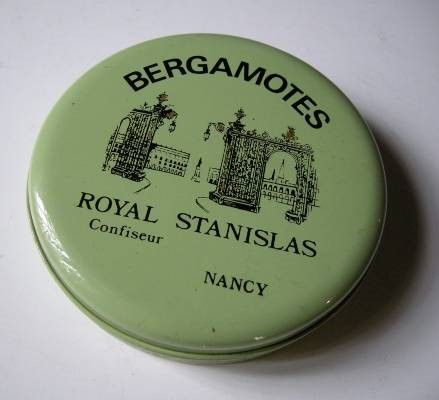 BERGAMOTES
ROYAL STANISLAS
Confiseur
NANCY